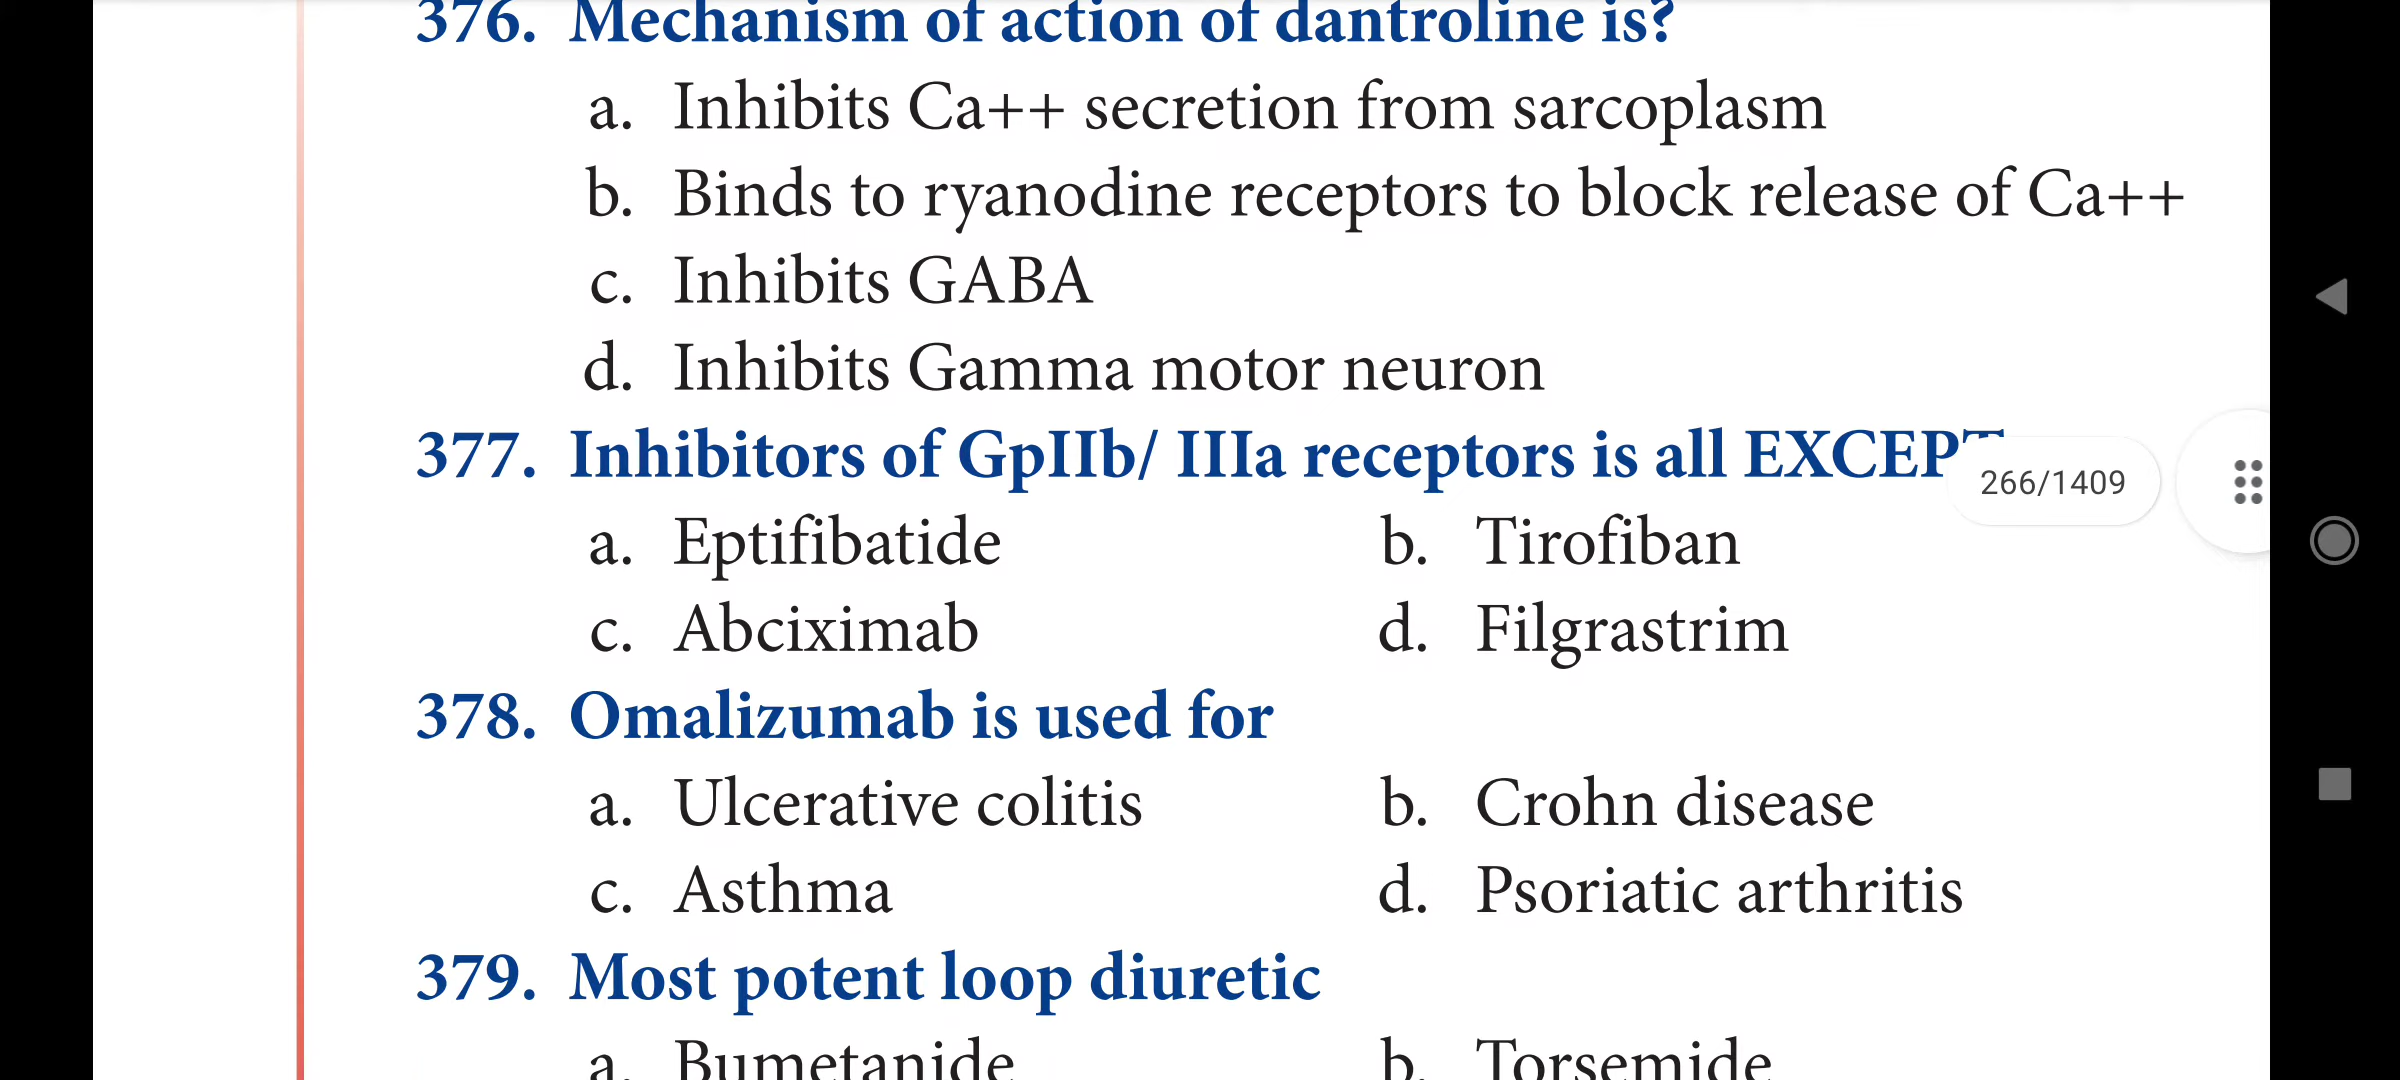 376. Mechanism of action of dantroline is?
a. Inhibits Ca++ secretion from sarcoplasm
b. Binds to ryanodine receptors to block release of Ca++
c. Inhibits GABA
d. Inhibits Gamma motor neuron
377. Inhibitors of GpIIb/ IIIa receptors is all EXCEPT
266/1409
a. Eptifibatide b. Tirofiban
c. Abciximab d. Filgrastrim
378. Omalizumab is used for
a. Ulcerative colitis b. Crohn disease
c. Asthma d. Psoriatic arthritis
379. Most potent loop diuretic
a. Bumetanide b. Torsemide